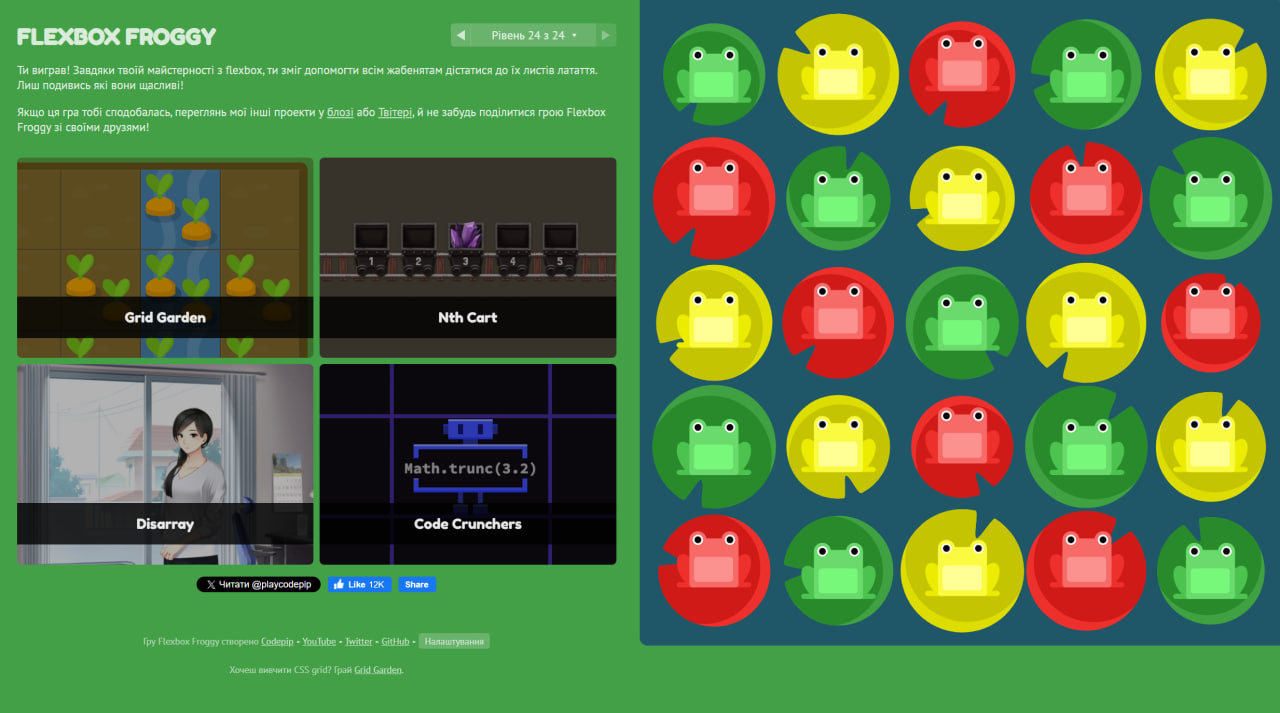 FLEXBOX FROGGY
◀ Рівень 24 з 24 ▾ ▶
Ти виграв! Завдяки твоїй майстерності з flexbox, ти зміг допомогти всім жабенятам дістатися до їх листів латаття.
Лиш подивись які вони щасливі!
Якщо ця гра тобі сподобалась, переглянь мої інші проекти у блозі або Твітері, й не забудь поділитися грою Flexbox
Froggy зі своїми друзями!
1 2 3 4 5
Grid Garden
Nth Cart
Math.trunc(3.2)
Disarray
Code Crunchers
Читати @playcodepip
Like 12K
Share
Гру Flexbox Froggy створено Codepip • YouTube • Twitter • GitHub • Налаштування
Хочеш вивчити CSS grid? Грай Grid Garden.